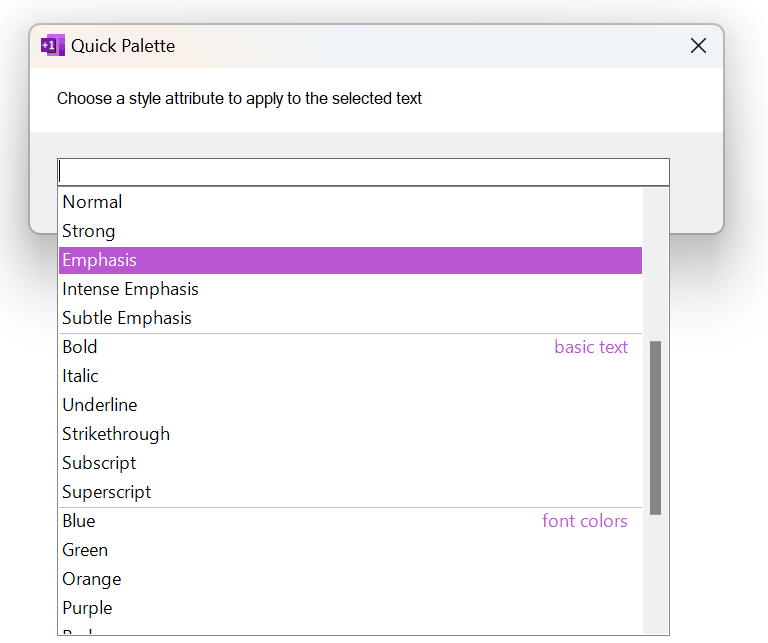 +1 Quick Palette
Choose a style attribute to apply to the selected text
Normal
Strong
Emphasis
Intense Emphasis
Subtle Emphasis
Bold basic text
Italic
Underline
Strikethrough
Subscript
Superscript
Blue font colors
Green
Orange
Purple